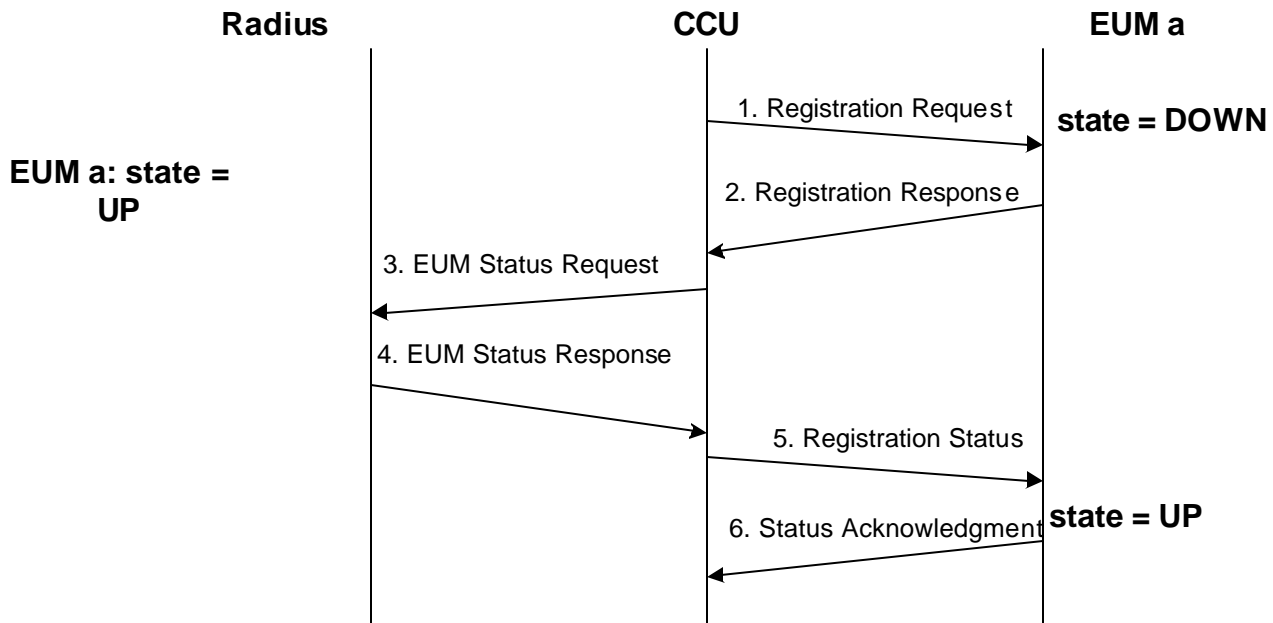 Radius
CCU
EUM a
1. Registration Request
state = DOWN
EUM a: state =
UP
2. Registration Response
3. EUM Status Request
4. EUM Status Response
5. Registration Status
6. Status Acknowledgment
state = UP